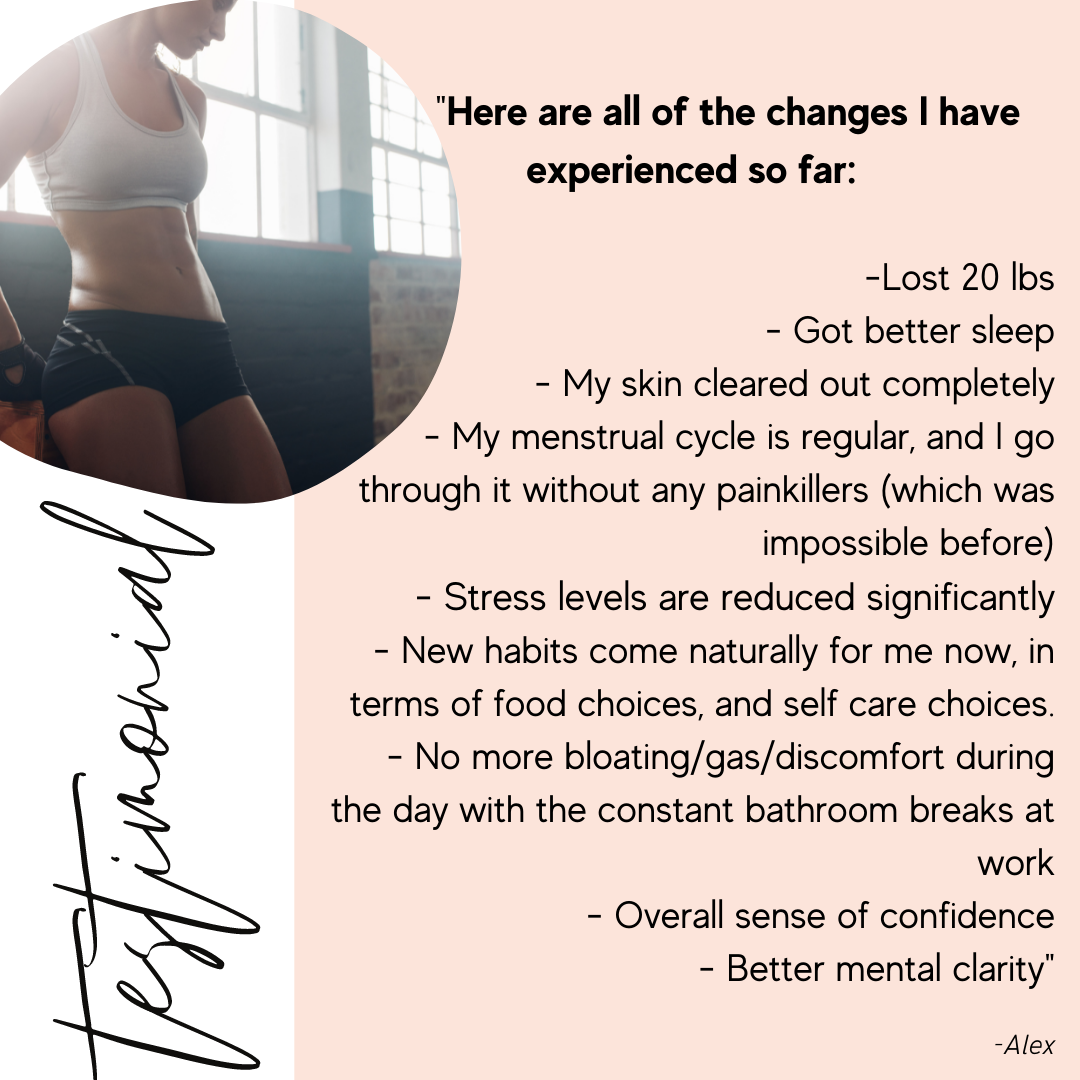 "Here are all of the changes I have
experienced so far:
-Lost 20 lbs
- Got better sleep
- My skin cleared out completely
- My menstrual cycle is regular, and I go
through it without any painkillers (which was
impossible before)
- Stress levels are reduced significantly
- New habits come naturally for me now, in
terms of food choices, and self care choices.
- No more bloating/gas/discomfort during
the day with the constant bathroom breaks at
work
- Overall sense of confidence
- Better mental clarity"
-Alex
Testimonial